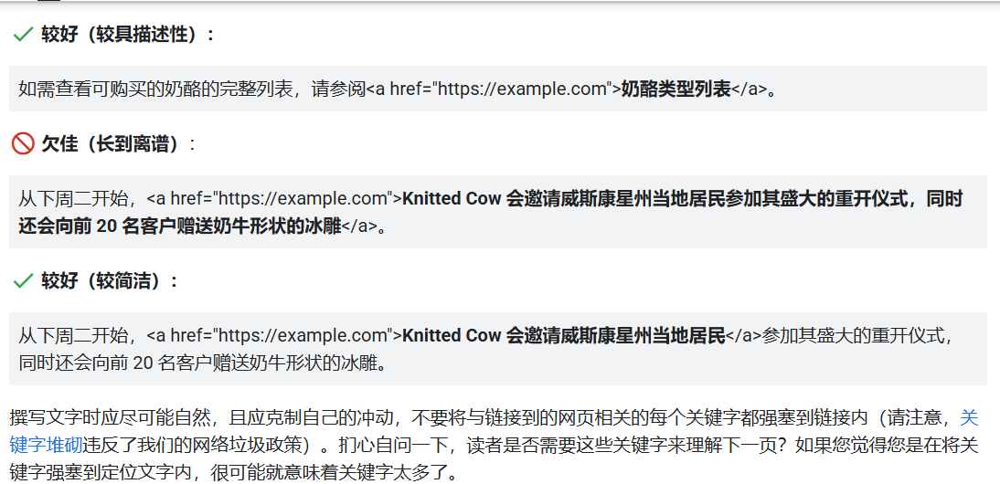 较好（较具描述性）：
如需查看可购买的奶酪的完整列表，请参阅<a href="https://example.com">奶酪类型列表</a>。
欠佳（长到离谱）：
从下周二开始，<a href="https://example.com">Knitted Cow 会邀请威斯康星州当地居民参加其盛大的重开仪式，同时
还会向前 20 名客户赠送奶牛形状的冰雕</a>。
较好（较简洁）：
从下周二开始，<a href="https://example.com">Knitted Cow 会邀请威斯康星州当地居民</a>参加其盛大的重开仪式，
同时还会向前 20 名客户赠送奶牛形状的冰雕。
撰写文字时应尽可能自然，且应克制自己的冲动，不要将与链接到的网页相关的每个关键字都强塞到链接内（请注意，关
键字堆砌违反了我们的网络垃圾政策）。扪心自问一下，读者是否需要这些关键字来理解下一页？如果您觉得您是在将关
键字强塞到定位文字内，很可能就意味着关键字太多了。